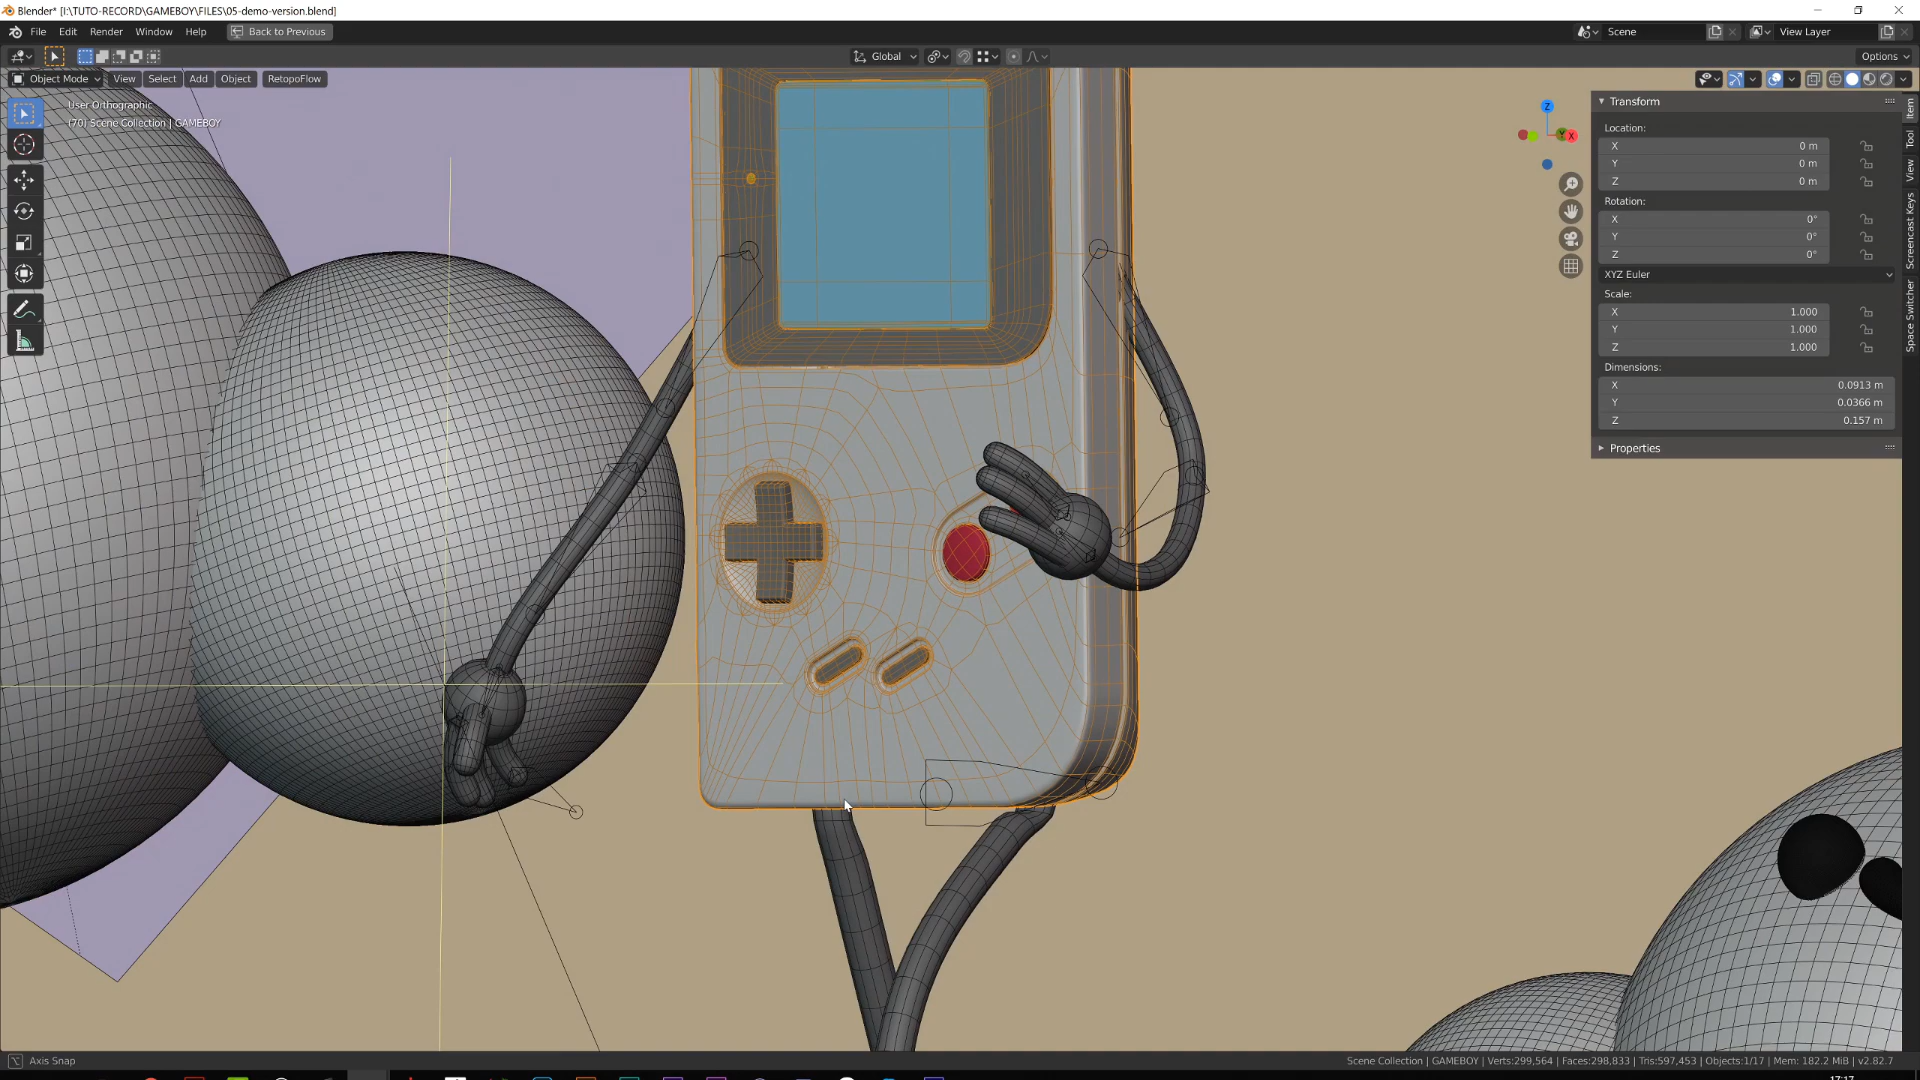 Blender* [I:\TUTO-RECORD\GAMEBOY\FILES\05-demo-version.blend]
File Edit Render Window Help Back to Previous Scene View Layer
Global Options
Object Mode View Select Add Object RetopoFlow
User Orthographic
(70) Scene Collection | GAMEBOY
Z
Y X
Transform
Location:
X 0 m
Y 0 m
Z 0 m
Rotation:
X 0°
Y 0°
Z 0°
XYZ Euler
Scale:
X 1.000
Y 1.000
Z 1.000
Dimensions:
X 0.0913 m
Y 0.0366 m
Z 0.157 m
Properties
Item
Tool
View
Screencast Keys
Space Switcher
Axis Snap
Scene Collection | GAMEBOY | Verts:299,564 | Faces:298,833 | Tris:597,453 | Objects:1/17 | Mem: 182.2 MiB | v2.82.7
17:17